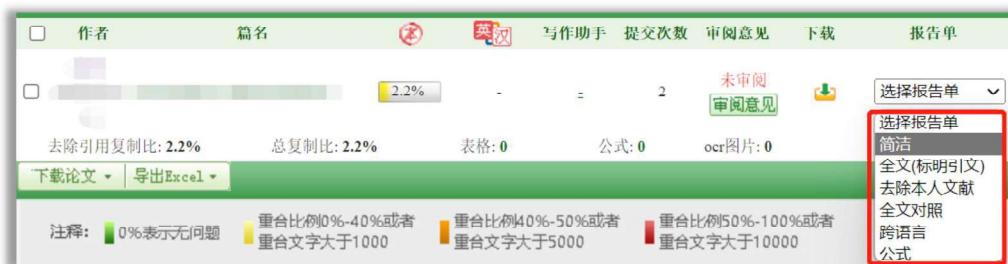 作者 篇名 本 英汉 写作助手 提交次数 审阅意见 下载 报告单
2.2% - - 2 未审阅 选择报告单
审阅意见
选择报告单
简洁
全文(标明引文)
去除本人文献
全文对照
跨语言
公式
去除引用复制比: 2.2% 总复制比: 2.2% 表格: 0 公式: 0 ocr图片: 0
下载论文 导出Excel
注释: 0%表示无问题
重合比例0%-40%或者
重合文字大于1000
重合比例40%-50%或者
重合文字大于5000
重合比例50%-100%或者
重合文字大于10000